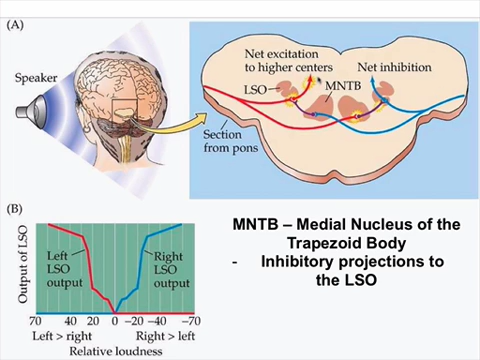 (A)
Speaker
Net excitation
to higher centers
Net inhibition
LSO
MNTB
Section
from pons
(B)
Output of LSO
Left
LSO
output
Right
LSO
output
70 40 20 0 -20 -40 -70
Left > right Right > left
Relative loudness
MNTB – Medial Nucleus of the
Trapezoid Body
- Inhibitory projections to
the LSO